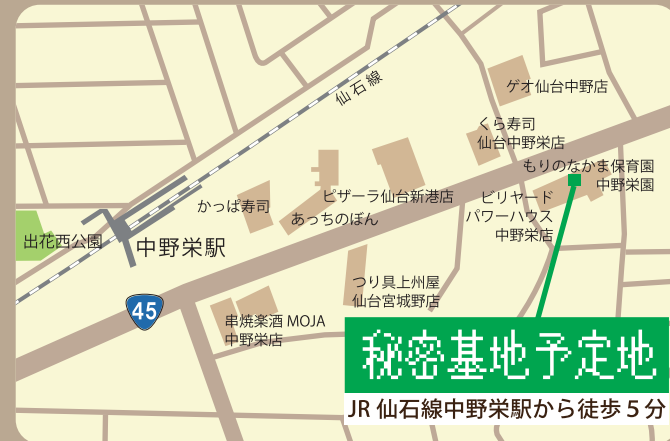 仙石線
ゲオ仙台中野店
くら寿司
仙台中野栄店
もりのなかま保育園
中野栄園
かっぱ寿司
ピザーラ仙台新港店
あっちのぼん
ビリヤード
パワーハウス
中野栄店
出花西公園
中野栄駅
つり具上州屋
仙台宮城野店
45
串焼楽酒 MOJA
中野栄店
秘密基地予定地
JR 仙石線中野栄駅から徒歩 5 分